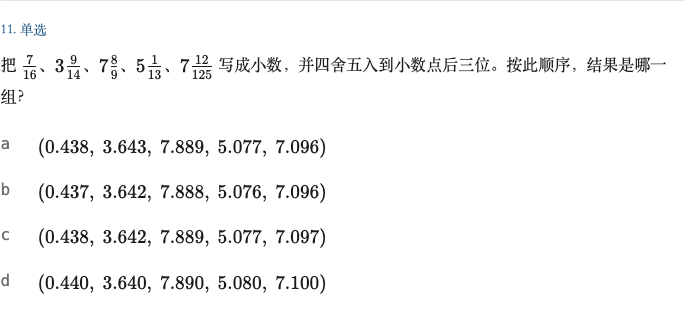 11. 单选
把 7/16、3 9/14、7 8/9、5 1/13、7 12/125 写成小数，并四舍五入到小数点后三位。按此顺序，结果是哪一
组?
a (0.438, 3.643, 7.889, 5.077, 7.096)
b (0.437, 3.642, 7.888, 5.076, 7.096)
c (0.438, 3.642, 7.889, 5.077, 7.097)
d (0.440, 3.640, 7.890, 5.080, 7.100)